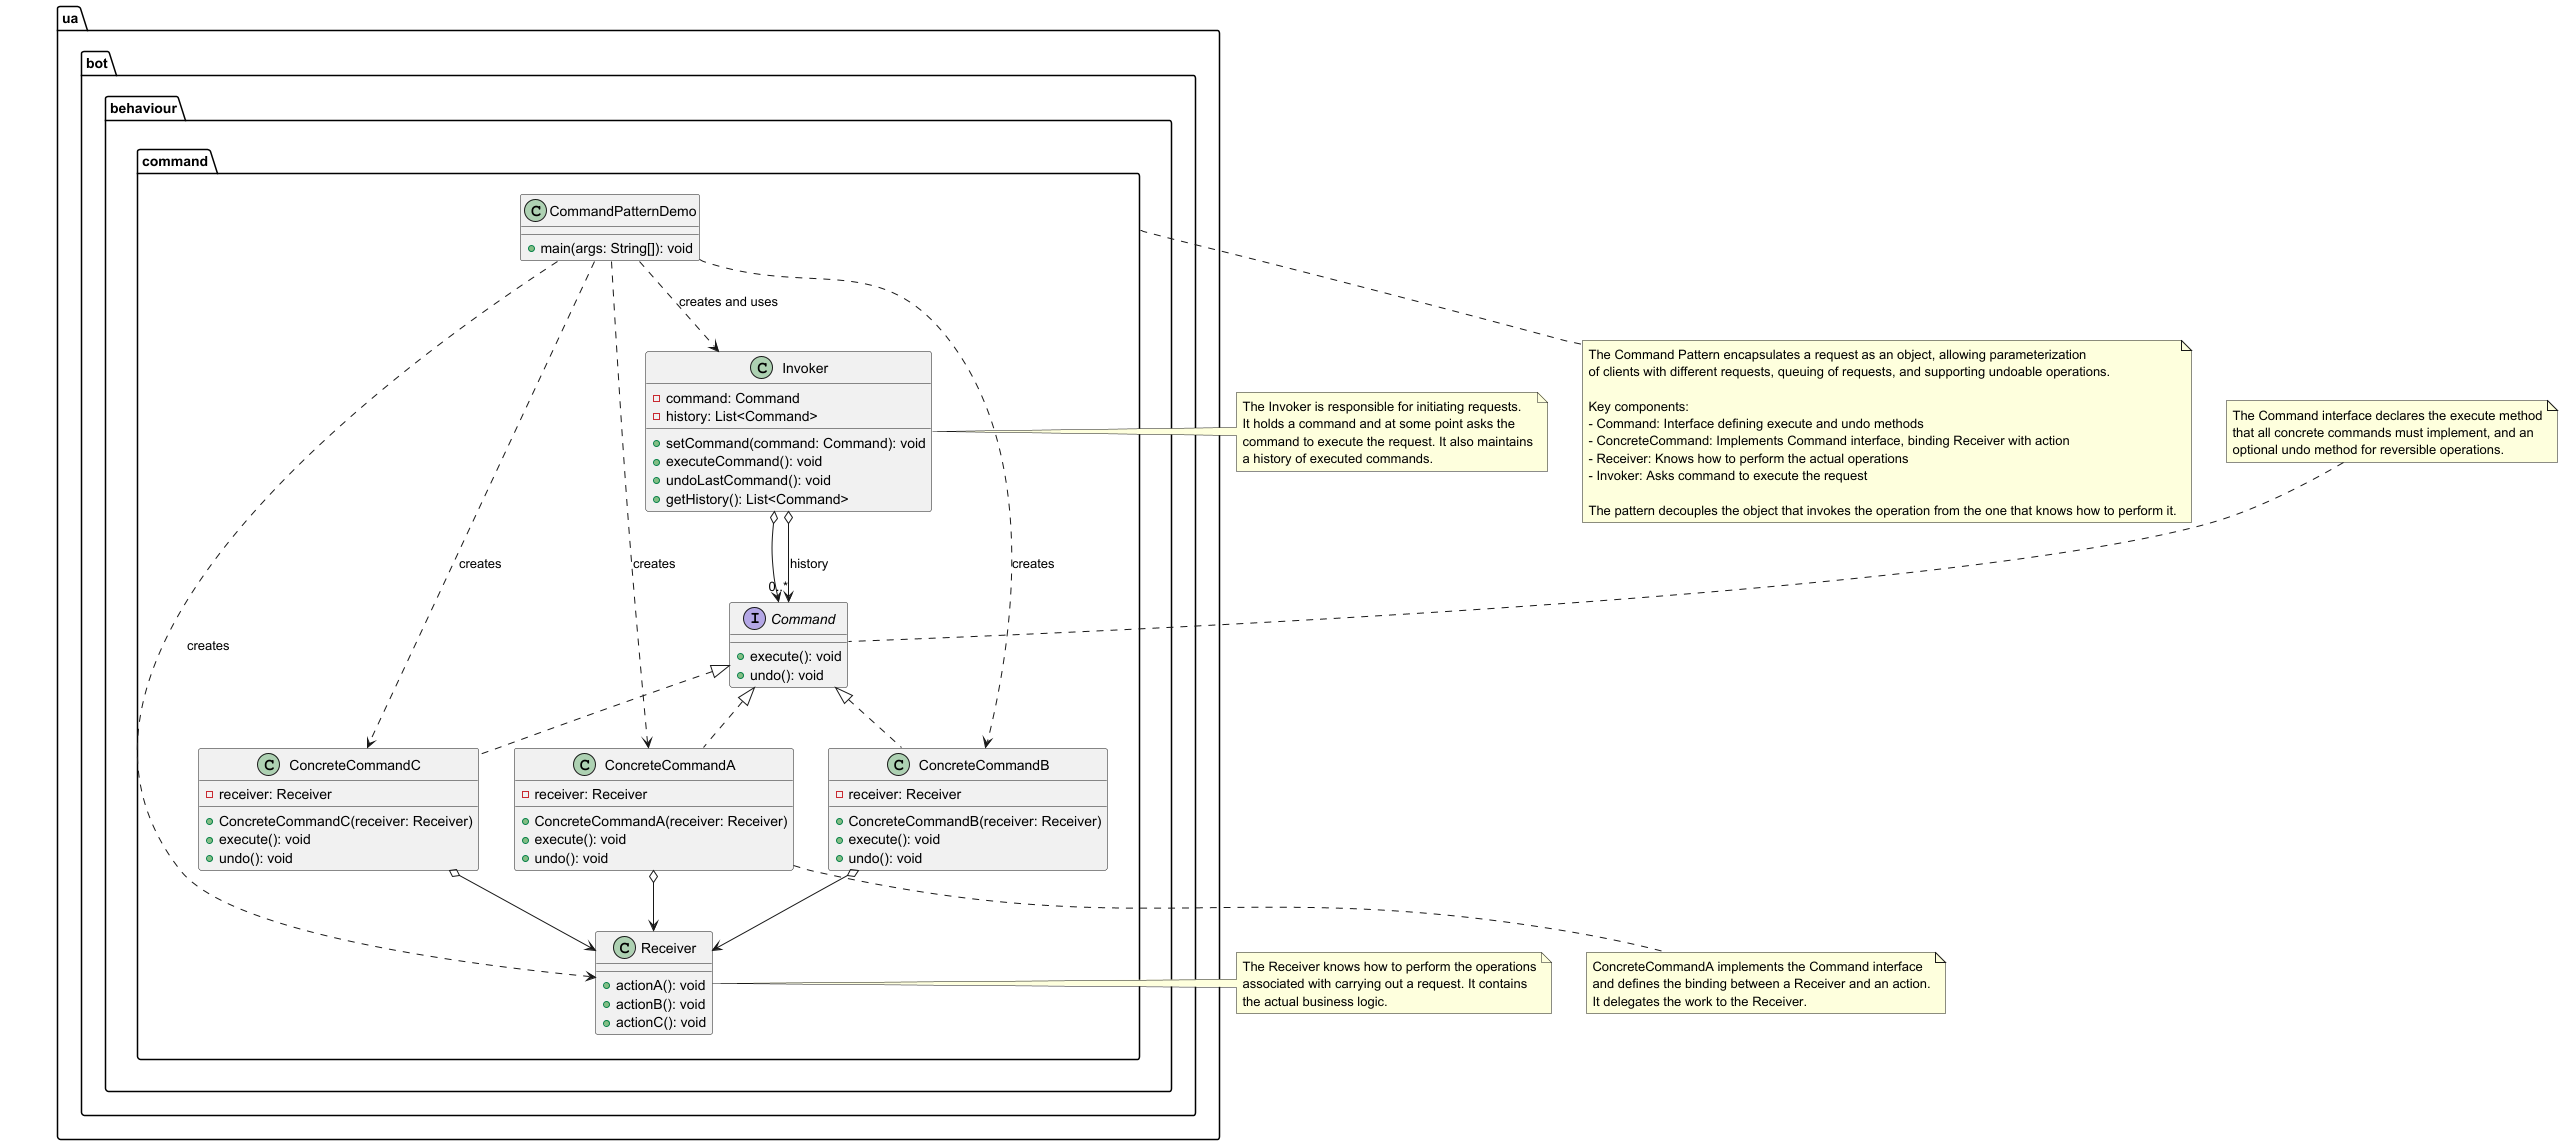 ua
bot
behaviour
command
CommandPatternDemo
main(args: String[]): void
creates and uses
Invoker
command: Command
history: List<Command>
setCommand(command: Command): void
executeCommand(): void
undoLastCommand(): void
getHistory(): List<Command>
The Invoker is responsible for initiating requests.
It holds a command and at some point asks the
command to execute the request. It also maintains
a history of executed commands.
The Command Pattern encapsulates a request as an object, allowing parameterization
of clients with different requests, queuing of requests, and supporting undoable operations.
Key components:
- Command: Interface defining execute and undo methods
- ConcreteCommand: Implements Command interface, binding Receiver with action
- Receiver: Knows how to perform the actual operations
- Invoker: Asks command to execute the request
The pattern decouples the object that invokes the operation from the one that knows how to perform it.
The Command interface declares the execute method
that all concrete commands must implement, and an
optional undo method for reversible operations.
creates
creates
history
creates
0..*
Command
execute(): void
undo(): void
creates
ConcreteCommandC
receiver: Receiver
ConcreteCommandC(receiver: Receiver)
execute(): void
undo(): void
ConcreteCommandA
receiver: Receiver
ConcreteCommandA(receiver: Receiver)
execute(): void
undo(): void
ConcreteCommandB
receiver: Receiver
ConcreteCommandB(receiver: Receiver)
execute(): void
undo(): void
Receiver
actionA(): void
actionB(): void
actionC(): void
The Receiver knows how to perform the operations
associated with carrying out a request. It contains
the actual business logic.
ConcreteCommandA implements the Command interface
and defines the binding between a Receiver and an action.
It delegates the work to the Receiver.